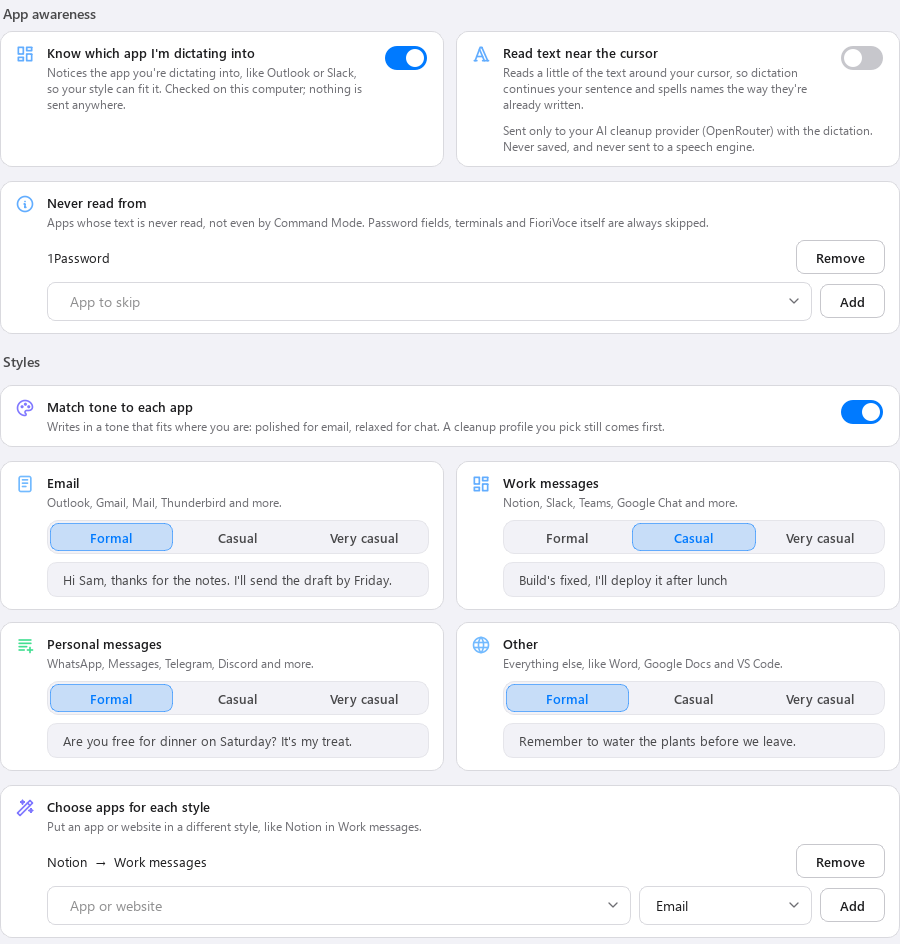 App awareness
Know which app I'm dictating into
Notices the app you're dictating into, like Outlook or Slack,
so your style can fit it. Checked on this computer; nothing is
sent anywhere.
Read text near the cursor
Reads a little of the text around your cursor, so dictation
continues your sentence and spells names the way they're
already written.
Sent only to your AI cleanup provider (OpenRouter) with the dictation.
Never saved, and never sent to a speech engine.
Never read from
Apps whose text is never read, not even by Command Mode. Password fields, terminals and FioriVoce itself are always skipped.
1Password
Remove
App to skip
Add
Styles
Match tone to each app
Writes in a tone that fits where you are: polished for email, relaxed for chat. A cleanup profile you pick still comes first.
Email
Outlook, Gmail, Mail, Thunderbird and more.
Formal Casual Very casual
Hi Sam, thanks for the notes. I'll send the draft by Friday.
Work messages
Notion, Slack, Teams, Google Chat and more.
Formal Casual Very casual
Build's fixed, I'll deploy it after lunch
Personal messages
WhatsApp, Messages, Telegram, Discord and more.
Formal Casual Very casual
Are you free for dinner on Saturday? It's my treat.
Other
Everything else, like Word, Google Docs and VS Code.
Formal Casual Very casual
Remember to water the plants before we leave.
Choose apps for each style
Put an app or website in a different style, like Notion in Work messages.
Notion → Work messages
Remove
App or website
Email
Add